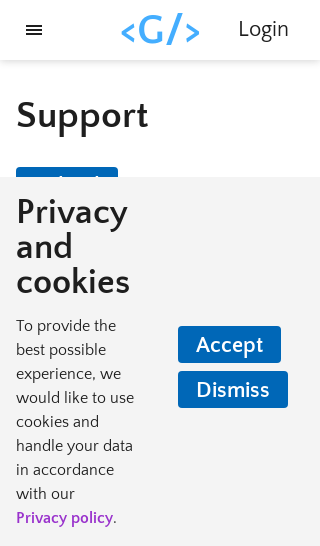 <G/>
Login
Support
Privacy
and
cookies
To provide the
best possible
experience, we
would like to use
cookies and
handle your data
in accordance
with our
Privacy policy.
Accept
Dismiss